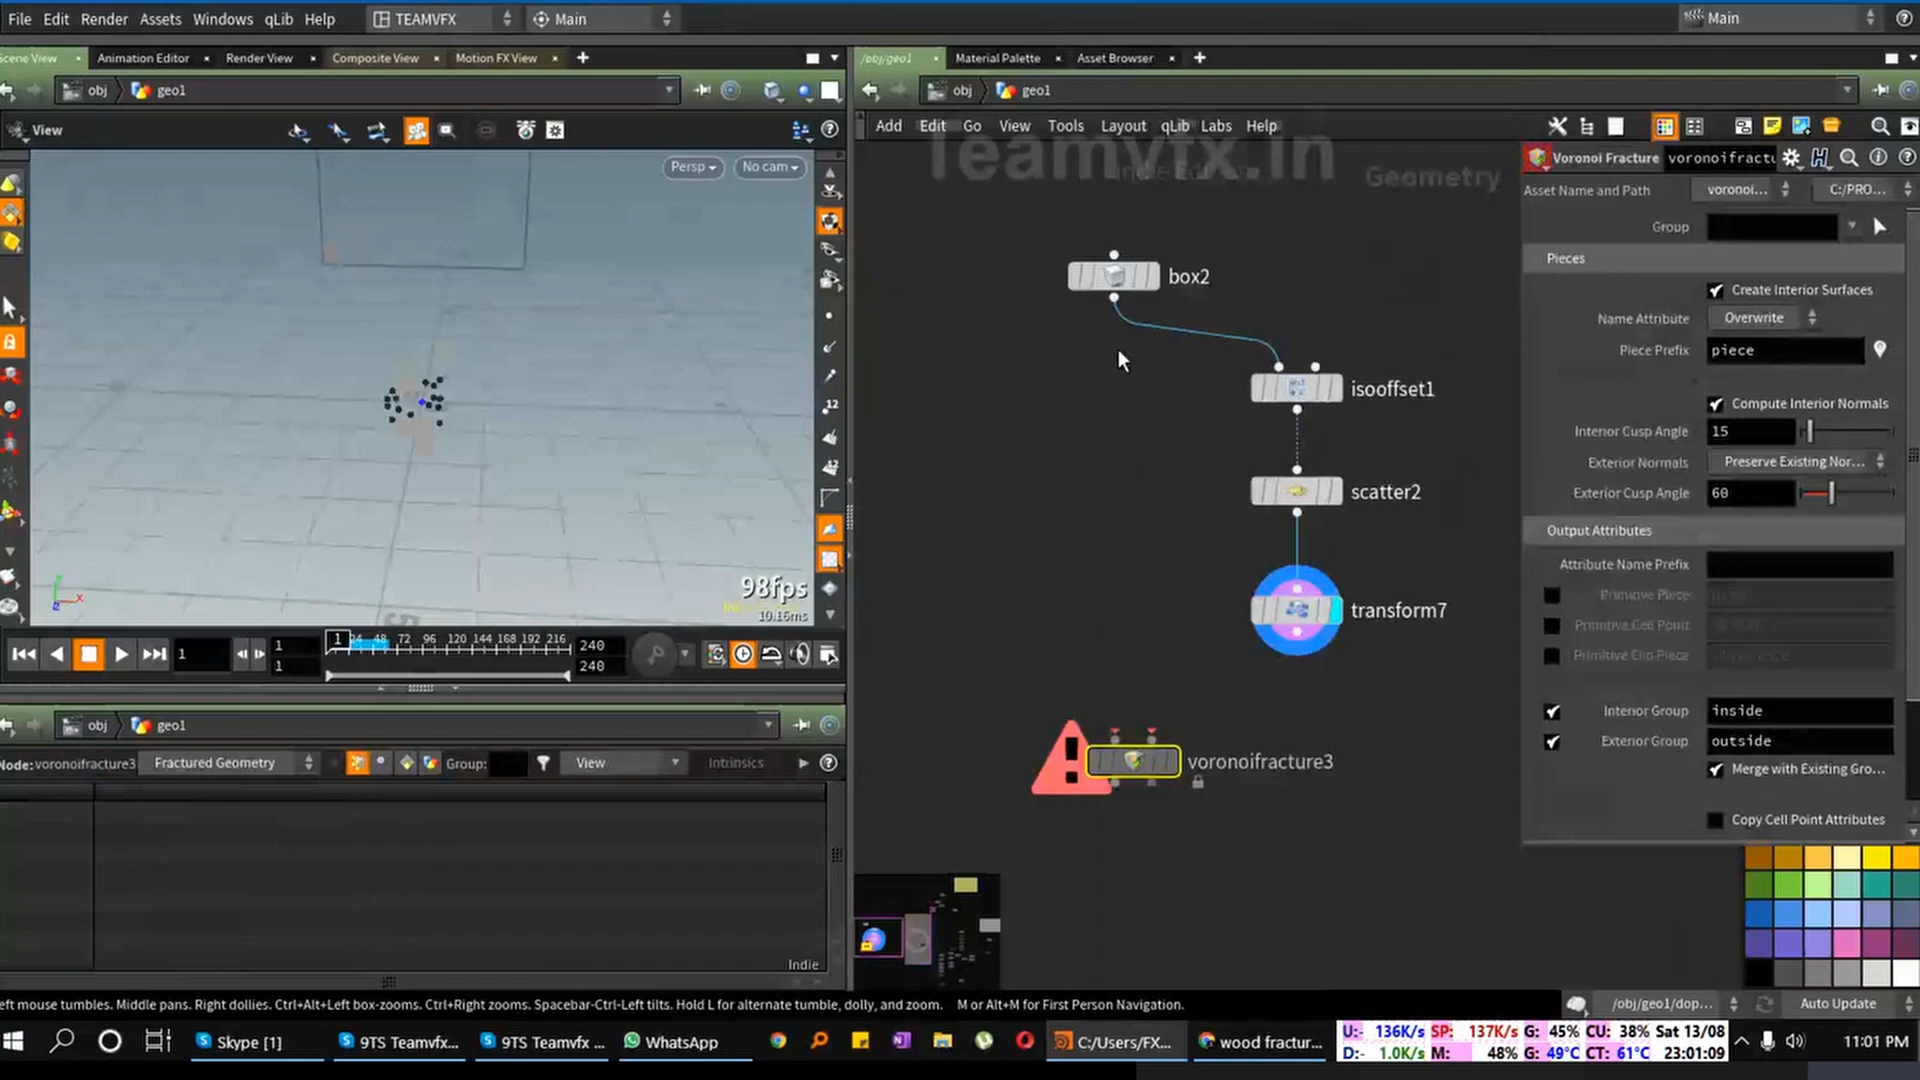 File Edit Render Assets Windows qLib Help TEAMVFX Main Main
Scene View Animation Editor Render View Composite View Motion FX View
/obj/geo1 Material Palette Asset Browser
obj geo1
obj geo1
View
Add Edit Go View Tools Layout qLib Labs Help
Persp No cam
Teamvfx.in
Geometry
box2
isooffset1
scatter2
transform7
voronoifracture3
98fps
10.16ms
1 24 48 72 96 120 144 168 192 216 240
1 1 1 240
obj geo1
Node:voronoifracture3 Fractured Geometry Group: View Intrinsics
Indie
Voronoi Fracture voronoifractu
Asset Name and Path voronoi... C:/PRO...
Group
Pieces
Create Interior Surfaces
Name Attribute Overwrite
Piece Prefix piece
Compute Interior Normals
Interior Cusp Angle 15
Exterior Normals Preserve Existing Nor...
Exterior Cusp Angle 60
Output Attributes
Attribute Name Prefix
Primitive Piece
Primitive Cell Point
Primitive Clip Piece
Interior Group inside
Exterior Group outside
Merge with Existing Gro...
Copy Cell Point Attributes
eft mouse tumbles. Middle pans. Right dollies. Ctrl+Alt+Left box-zooms. Ctrl+Right zooms. Spacebar-Ctrl-Left tilts. Hold L for alternate tumble, dolly, and zoom. M or Alt+M for First Person Navigation.
/obj/geo1/dop... Auto Update
Skype [1] 9TS Teamvfx... 9TS Teamvfx ... WhatsApp C:/Users/FX... wood fractur...
U:- 136K/s SP: 137K/s G: 45% CU: 38% Sat 13/08
D:- 1.0K/s M: 48% G: 49°C CT: 61°C 23:01:09
11:01 PM